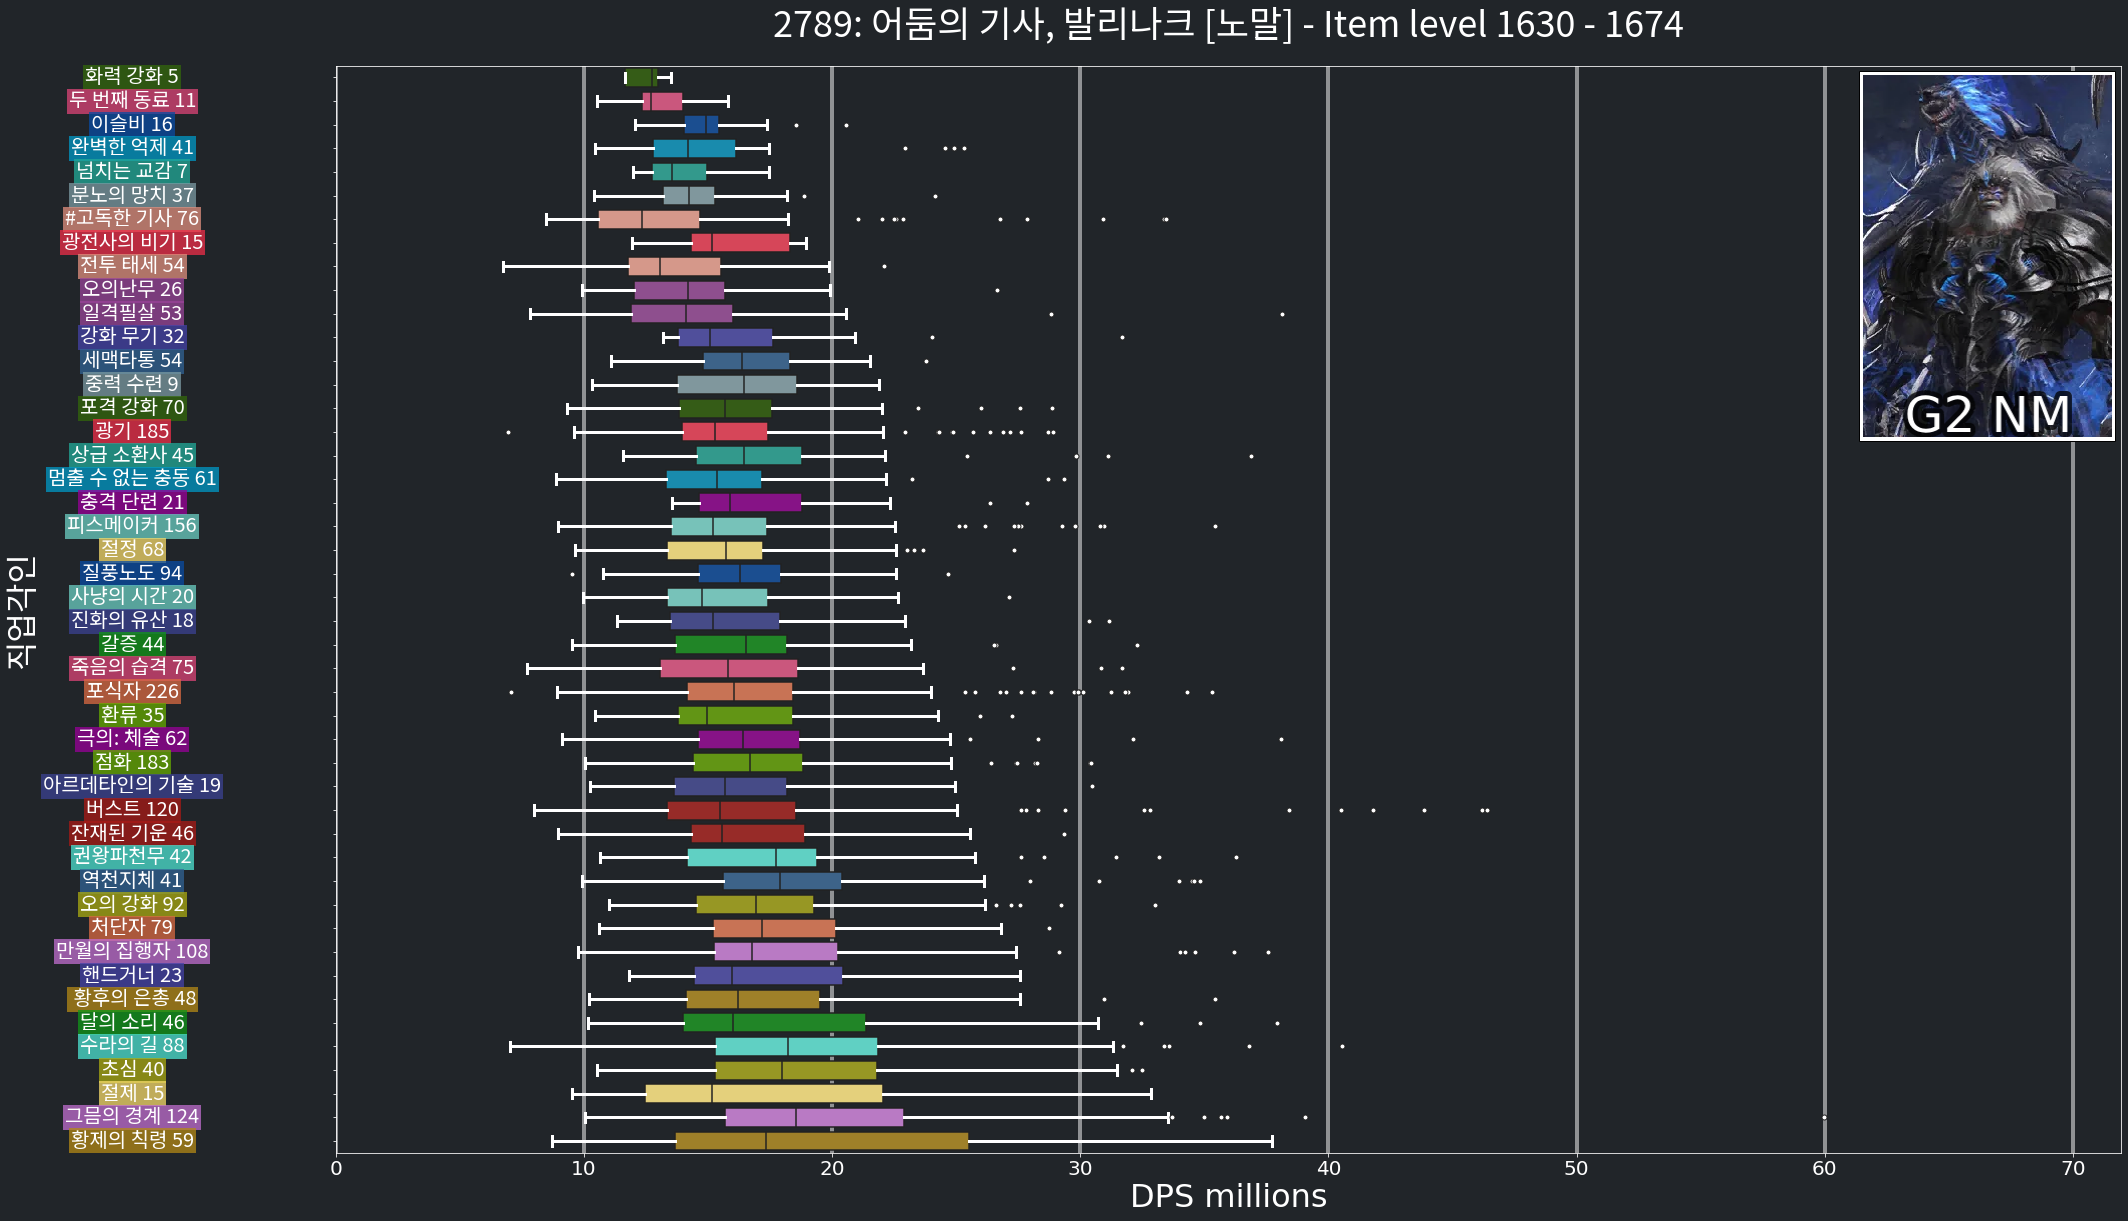 2789: 어둠의 기사, 발리나크 [노말] - Item level 1630 - 1674
화력 강화 5
두 번째 동료 11
이슬비 16
완벽한 억제 41
넘치는 교감 7
분노의 망치 37
#고독한 기사 76
광전사의 비기 15
전투 태세 54
오의난무 26
일격필살 53
강화 무기 32
세맥타통 54
중력 수련 9
포격 강화 70
광기 185
상급 소환사 45
멈출 수 없는 충동 61
충격 단련 21
피스메이커 156
절정 68
질풍노도 94
사냥의 시간 20
진화의 유산 18
갈증 44
죽음의 습격 75
포식자 226
환류 35
극의: 체술 62
점화 183
아르데타인의 기술 19
버스트 120
잔재된 기운 46
권왕파천무 42
역천지체 41
오의 강화 92
처단자 79
만월의 집행자 108
핸드거너 23
황후의 은총 48
달의 소리 46
수라의 길 88
초심 40
절제 15
그믐의 경계 124
황제의 칙령 59
직업각인
G2 NM
0 10 20 30 40 50 60 70
DPS millions